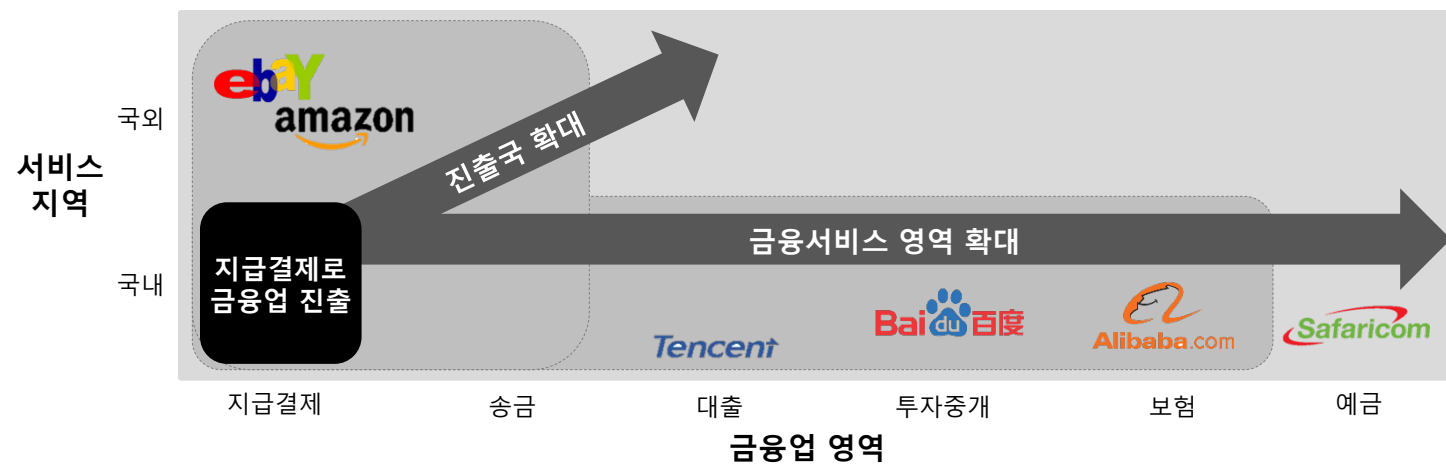 ebaY
amazon
국외
진출국 확대
서비스
지역
금융서비스 영역 확대
지급결제로
금융업 진출
국내
Tencent
Bai du 百度
Alibaba.com
Safaricom
지급결제
송금
대출
투자중개
보험
예금
금융업 영역